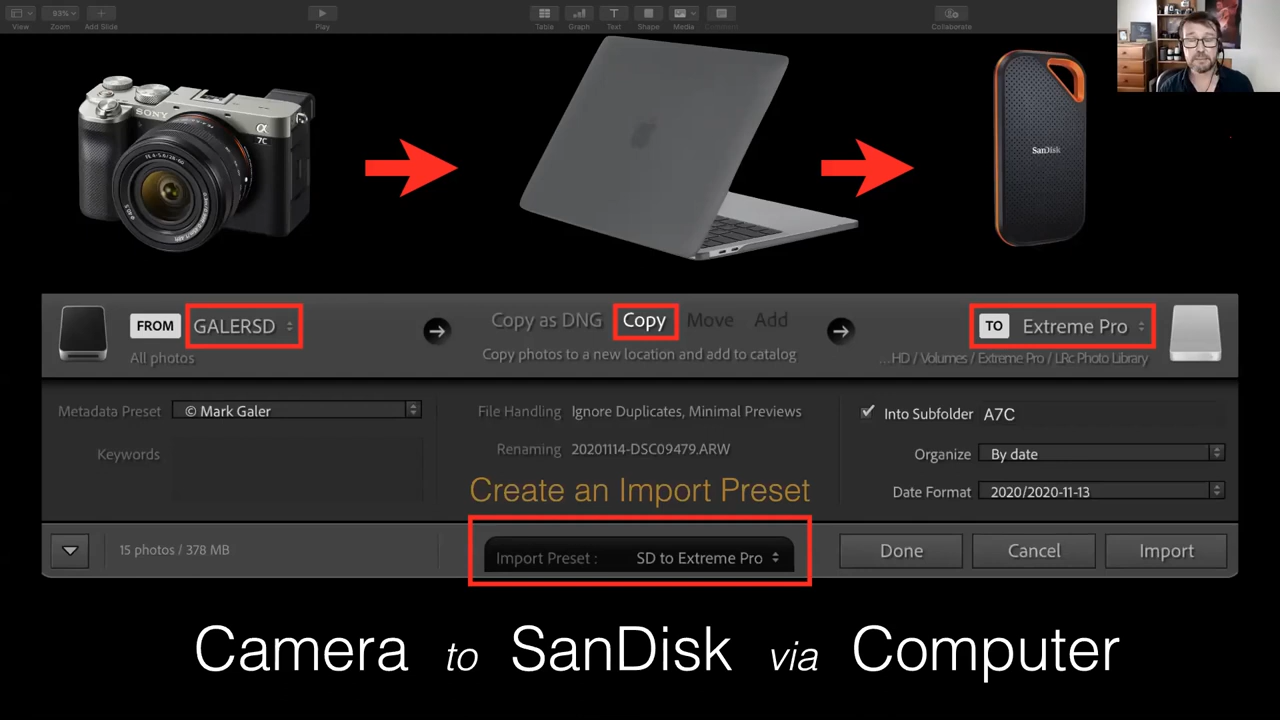 View
93%
Zoom
Add Slide
Play
Table
Graph
Text
Shape
Media
Comment
Collaborate
SONY
α
7C
SanDisk
FROM GALERSD
All photos
Copy as DNG Copy Move Add
Copy photos to a new location and add to catalog
TO Extreme Pro
...HD / Volumes / Extreme Pro / LRc Photo Library
Metadata Preset © Mark Galer
Keywords
File Handling Ignore Duplicates, Minimal Previews
Renaming 20201114-DSC09479.ARW
Into Subfolder A7C
Organize By date
Date Format 2020/2020-11-13
Create an Import Preset
15 photos / 378 MB
Import Preset : SD to Extreme Pro
Done
Cancel
Import
Camera to SanDisk via Computer